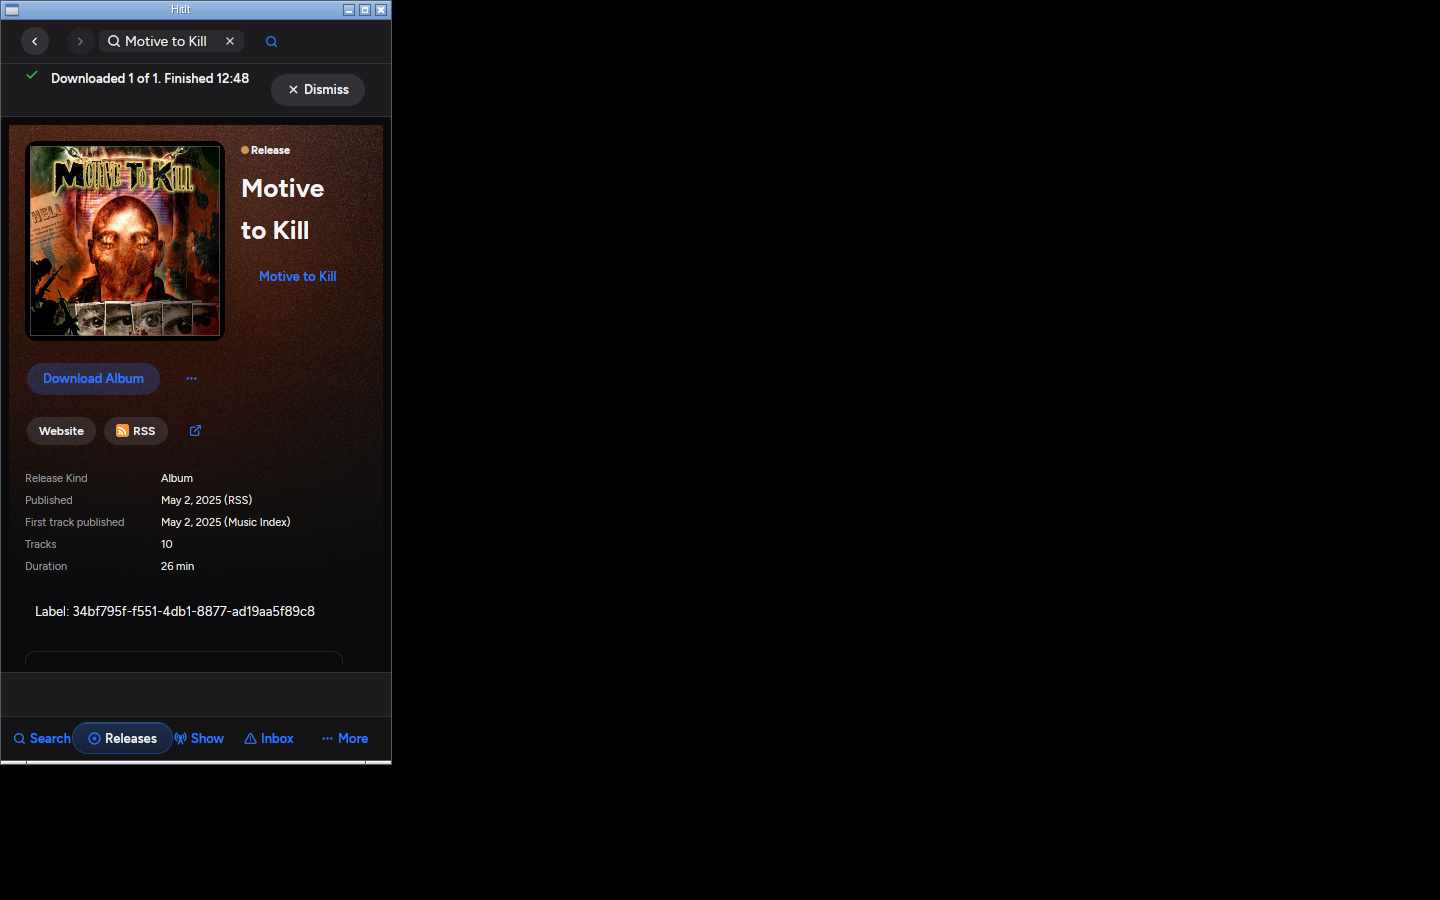 HitIt
Motive to Kill
Downloaded 1 of 1. Finished 12:48
Dismiss
MOTIVE TO KILL
HELL
Release
Motive
to Kill
Motive to Kill
Download Album
Website
RSS
Release Kind
Album
Published
May 2, 2025 (RSS)
First track published
May 2, 2025 (Music Index)
Tracks
10
Duration
26 min
Label: 34bf795f-f551-4db1-8877-ad19aa5f89c8
Search
Releases
Show
Inbox
More